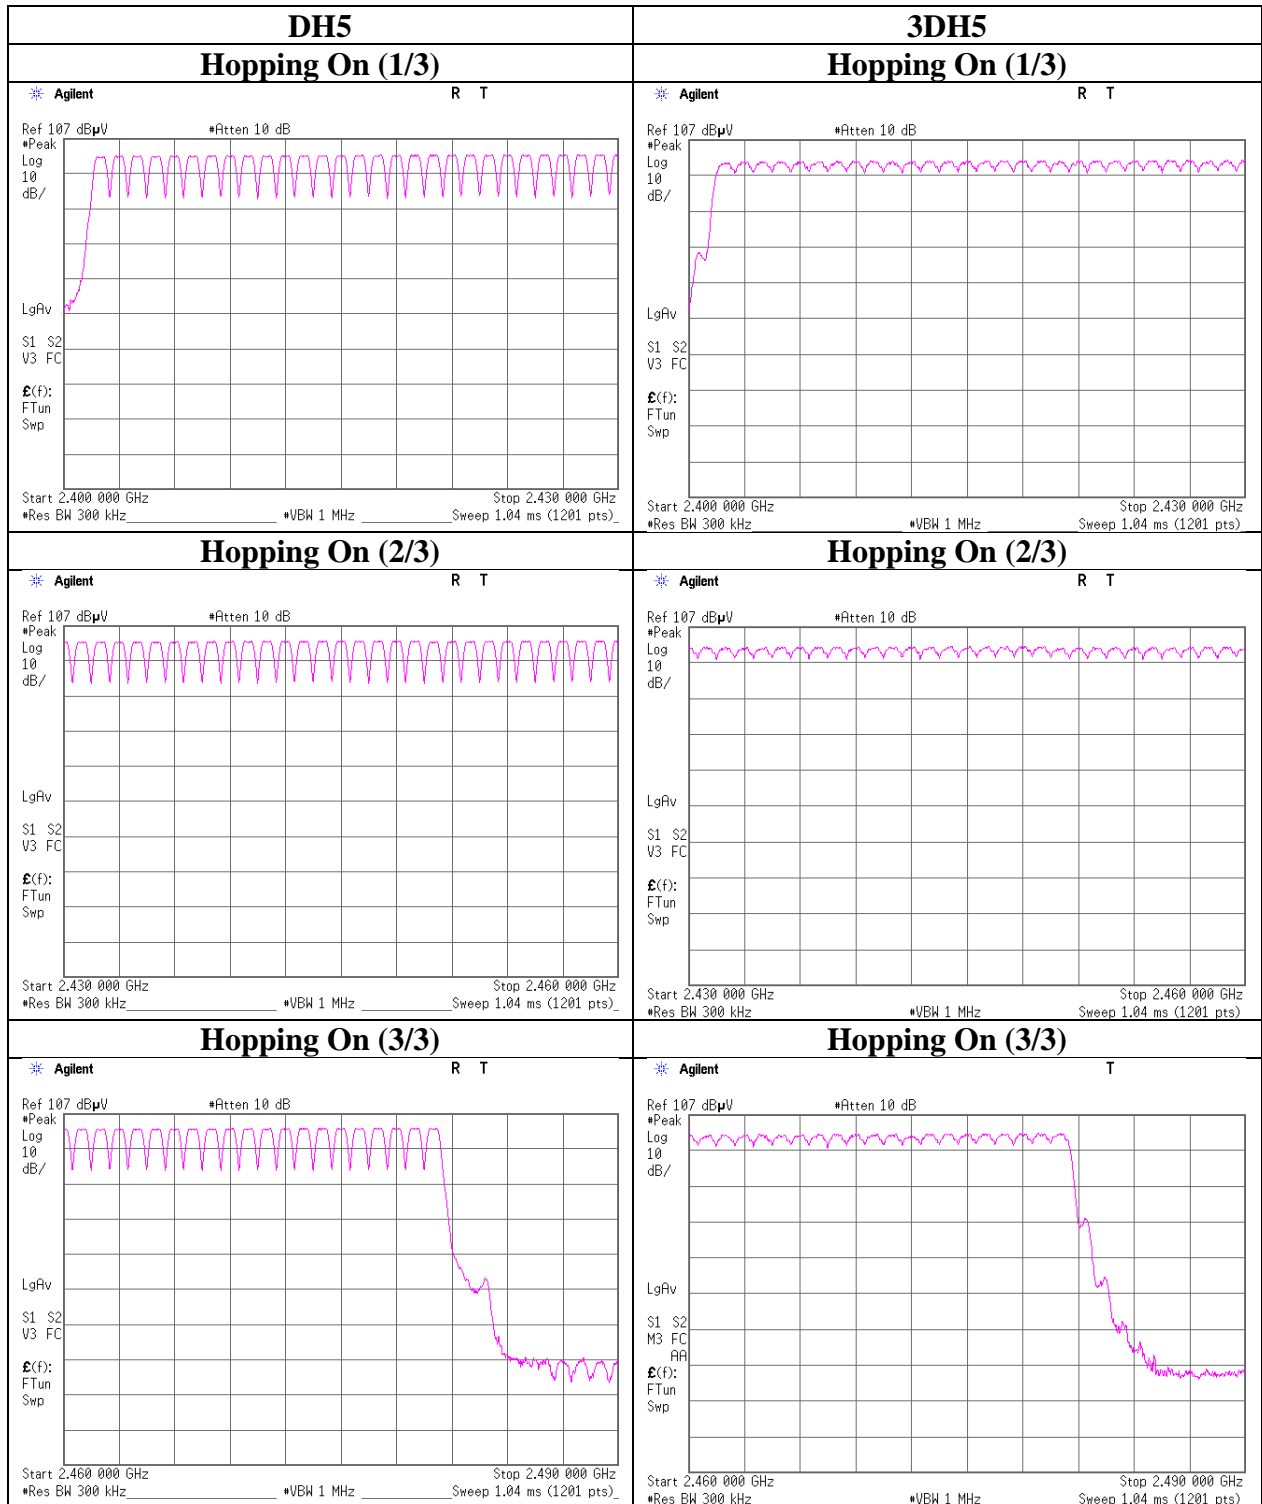 DH5
3DH5
Hopping On (1/3)
Hopping On (1/3)
Agilent R T
Ref 107 dBµV #Atten 10 dB
#Peak
Log
10
dB/
LgAv
S1 S2
V3 FC
£(f):
FTun
Swp
Start 2.400 000 GHz Stop 2.430 000 GHz
#Res BW 300 kHz #VBW 1 MHz Sweep 1.04 ms (1201 pts)
Agilent R T
Ref 107 dBµV #Atten 10 dB
#Peak
Log
10
dB/
LgAv
S1 S2
V3 FC
£(f):
FTun
Swp
Start 2.400 000 GHz Stop 2.430 000 GHz
#Res BW 300 kHz #VBW 1 MHz Sweep 1.04 ms (1201 pts)
Hopping On (2/3)
Hopping On (2/3)
Agilent R T
Ref 107 dBµV #Atten 10 dB
#Peak
Log
10
dB/
LgAv
S1 S2
V3 FC
£(f):
FTun
Swp
Start 2.430 000 GHz Stop 2.460 000 GHz
#Res BW 300 kHz #VBW 1 MHz Sweep 1.04 ms (1201 pts)
Agilent R T
Ref 107 dBµV #Atten 10 dB
#Peak
Log
10
dB/
LgAv
S1 S2
V3 FC
£(f):
FTun
Swp
Start 2.430 000 GHz Stop 2.460 000 GHz
#Res BW 300 kHz #VBW 1 MHz Sweep 1.04 ms (1201 pts)
Hopping On (3/3)
Hopping On (3/3)
Agilent R T
Ref 107 dBµV #Atten 10 dB
#Peak
Log
10
dB/
LgAv
S1 S2
V3 FC
£(f):
FTun
Swp
Start 2.460 000 GHz Stop 2.490 000 GHz
#Res BW 300 kHz #VBW 1 MHz Sweep 1.04 ms (1201 pts)
Agilent T
Ref 107 dBµV #Atten 10 dB
#Peak
Log
10
dB/
LgAv
S1 S2
M3 FC
AA
£(f):
FTun
Swp
Start 2.460 000 GHz Stop 2.490 000 GHz
#Res BW 300 kHz #VBW 1 MHz Sweep 1.04 ms (1201 pts)